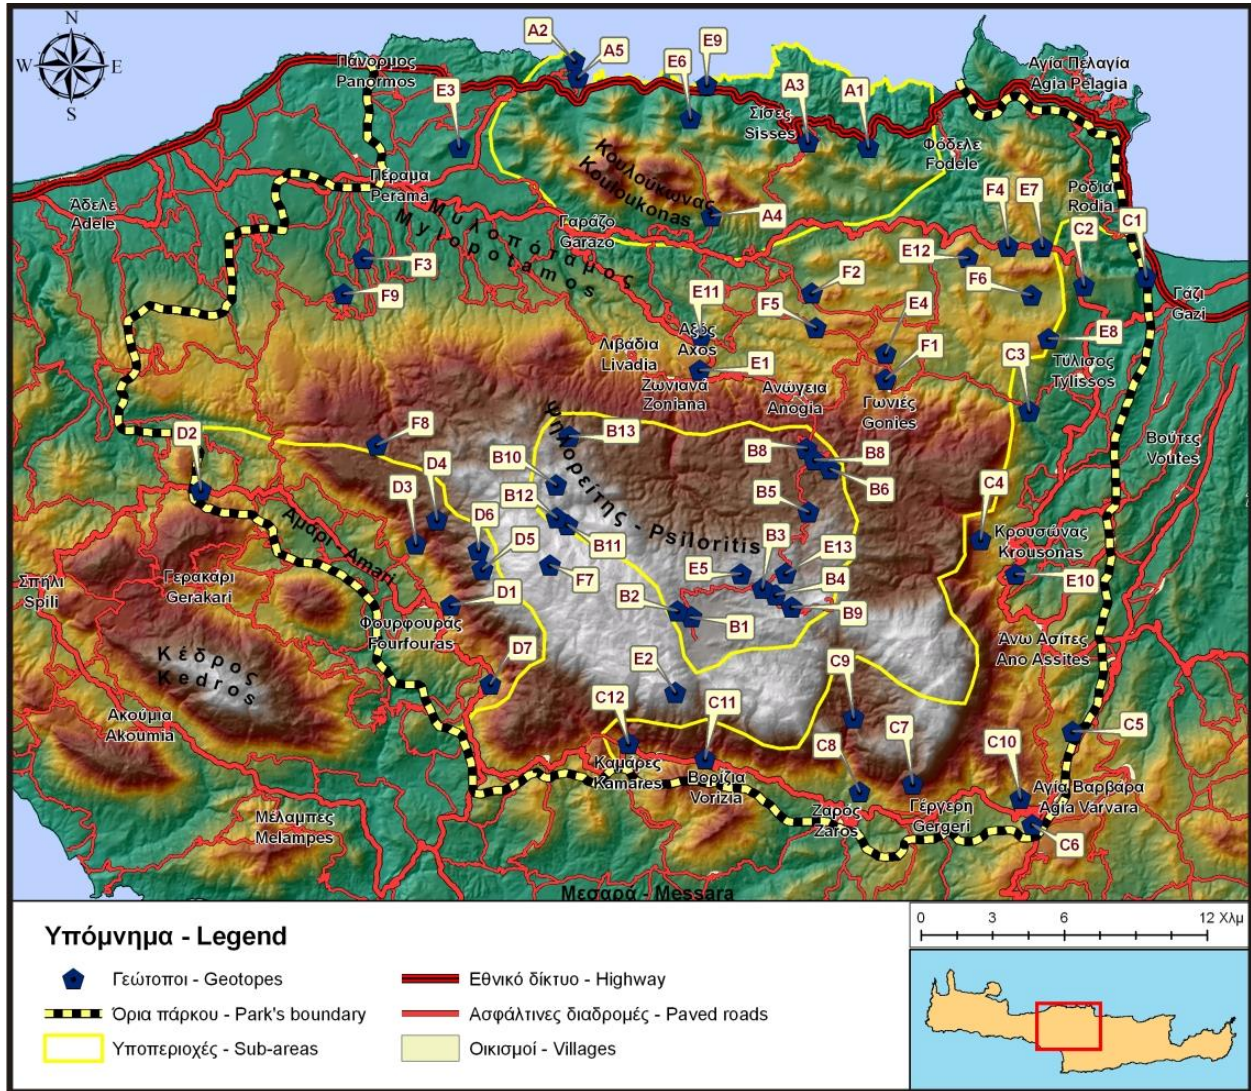 N
W E
S
A2
A5
E6
E9
A3
A1
E3
Πάνορμος
Panormos
Αγία Πελαγία
Agia Pelagia
Σίσες
Sisses
Φόδελε
Fodele
Κουλούκωνας
Kouloukonas
Πέραμα
Perama
Άδελε
Adele
Μυλοπόταμος
Mylopotamos
Γαράζο
Garazo
A4
F4
E7
Ροδιά
Rodia
C2
C1
E12
F3
F9
F2
F6
Γάζι
Gazi
E11
F5
E4
E8
Αξός
Axos
Λιβάδια
Livadia
E1
F1
C3
Τύλισος
Tylissos
Ζωνιανά
Zoniana
Ανώγεια
Anogia
Γωνιές
Gonies
D2
F8
B13
Ψηλορείτης - Psiloritis
B8
B8
B6
Βούτες
Voutes
D4
B10
D3
B12
B5
C4
D6
B11
B3
Κρουσώνας
Krousonas
D5
E13
Αμάρι - Amari
F7
E5
B4
E10
Σπήλι
Spili
Γερακάρι
Gerakari
D1
B2
B1
B9
Φουρφουράς
Fourfouras
Άνω Ασίτες
Ano Assites
Κέδρος
Kedros
D7
E2
C9
Ακούμια
Akoumia
C12
C11
C5
C8
C7
C10
Καμάρες
Kamares
Βορίζια
Vorizia
Αγία Βαρβάρα
Agia Varvara
Ζαρός
Zaros
Γέργερη
Gergeri
Μέλαμπες
Melampes
C6
Μεσαρά - Messara
Υπόμνημα - Legend
Γεώτοποι - Geotopes
Εθνικό δίκτυο - Highway
Όρια πάρκου - Park's boundary
Ασφάλτινες διαδρομές - Paved roads
Υποπεριοχές - Sub-areas
Οικισμοί - Villages
0 3 6 12 Χλμ